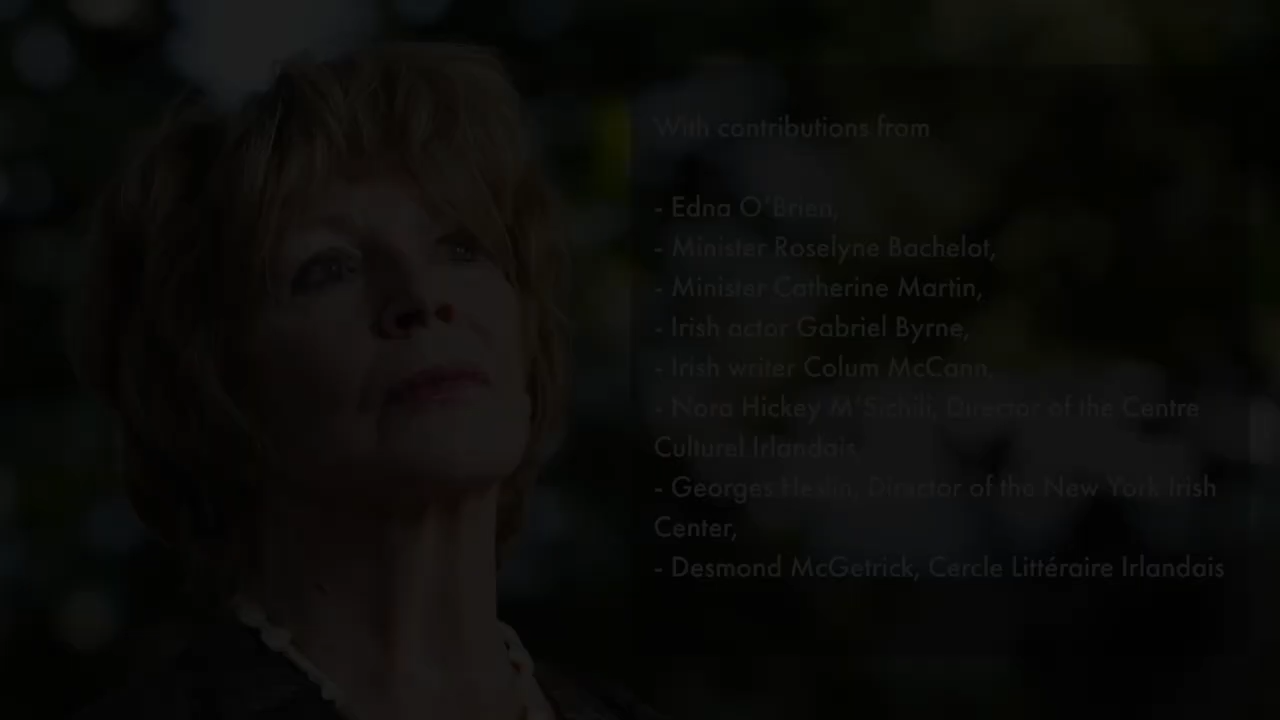 With contributions from
- Edna O'Brien,
- Minister Roselyne Bachelot,
- Minister Catherine Martin,
- Irish actor Gabriel Byrne,
- Irish writer Colum McCann,
- Nora Hickey M'Sichili, Director of the Centre
Culturel Irlandais,
- Georges Heslin, Director of the New York Irish
Center,
- Desmond McGetrick, Cercle Littéraire Irlandais